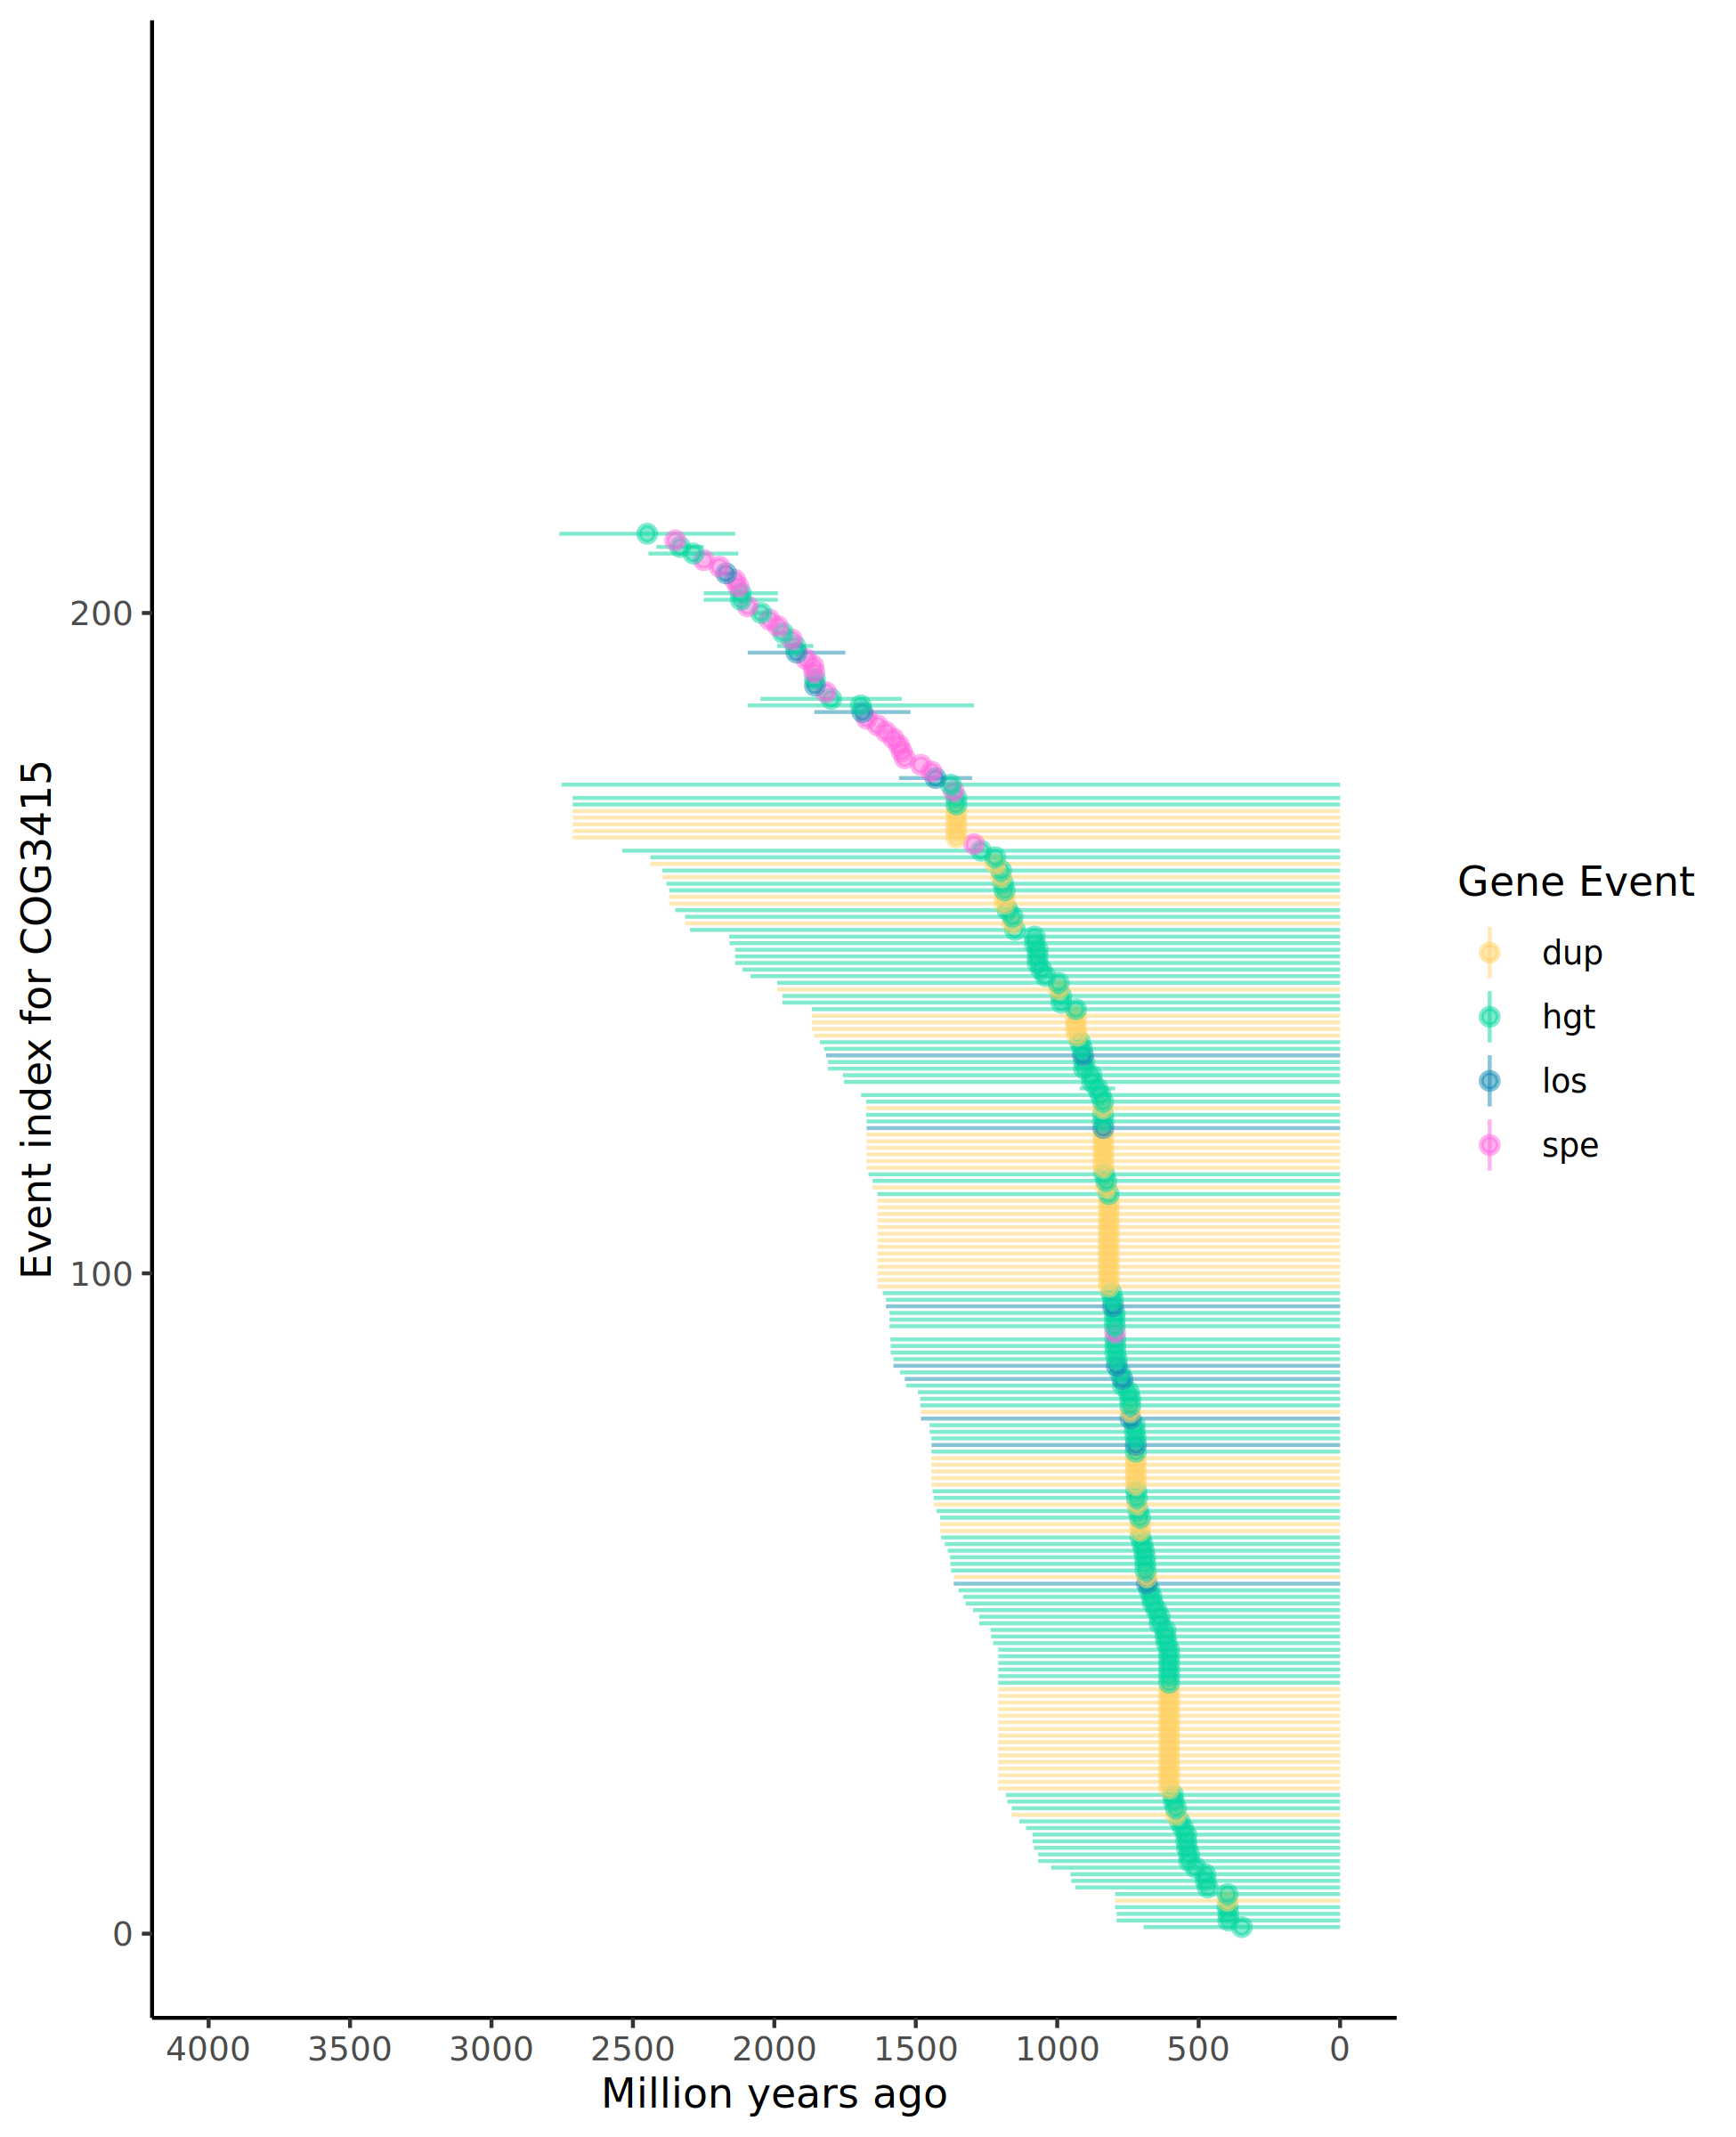 Event index for COG3415
200
100
0
4000 3500 3000 2500 2000 1500 1000 500 0
Million years ago
Gene Event
dup
hgt
los
spe